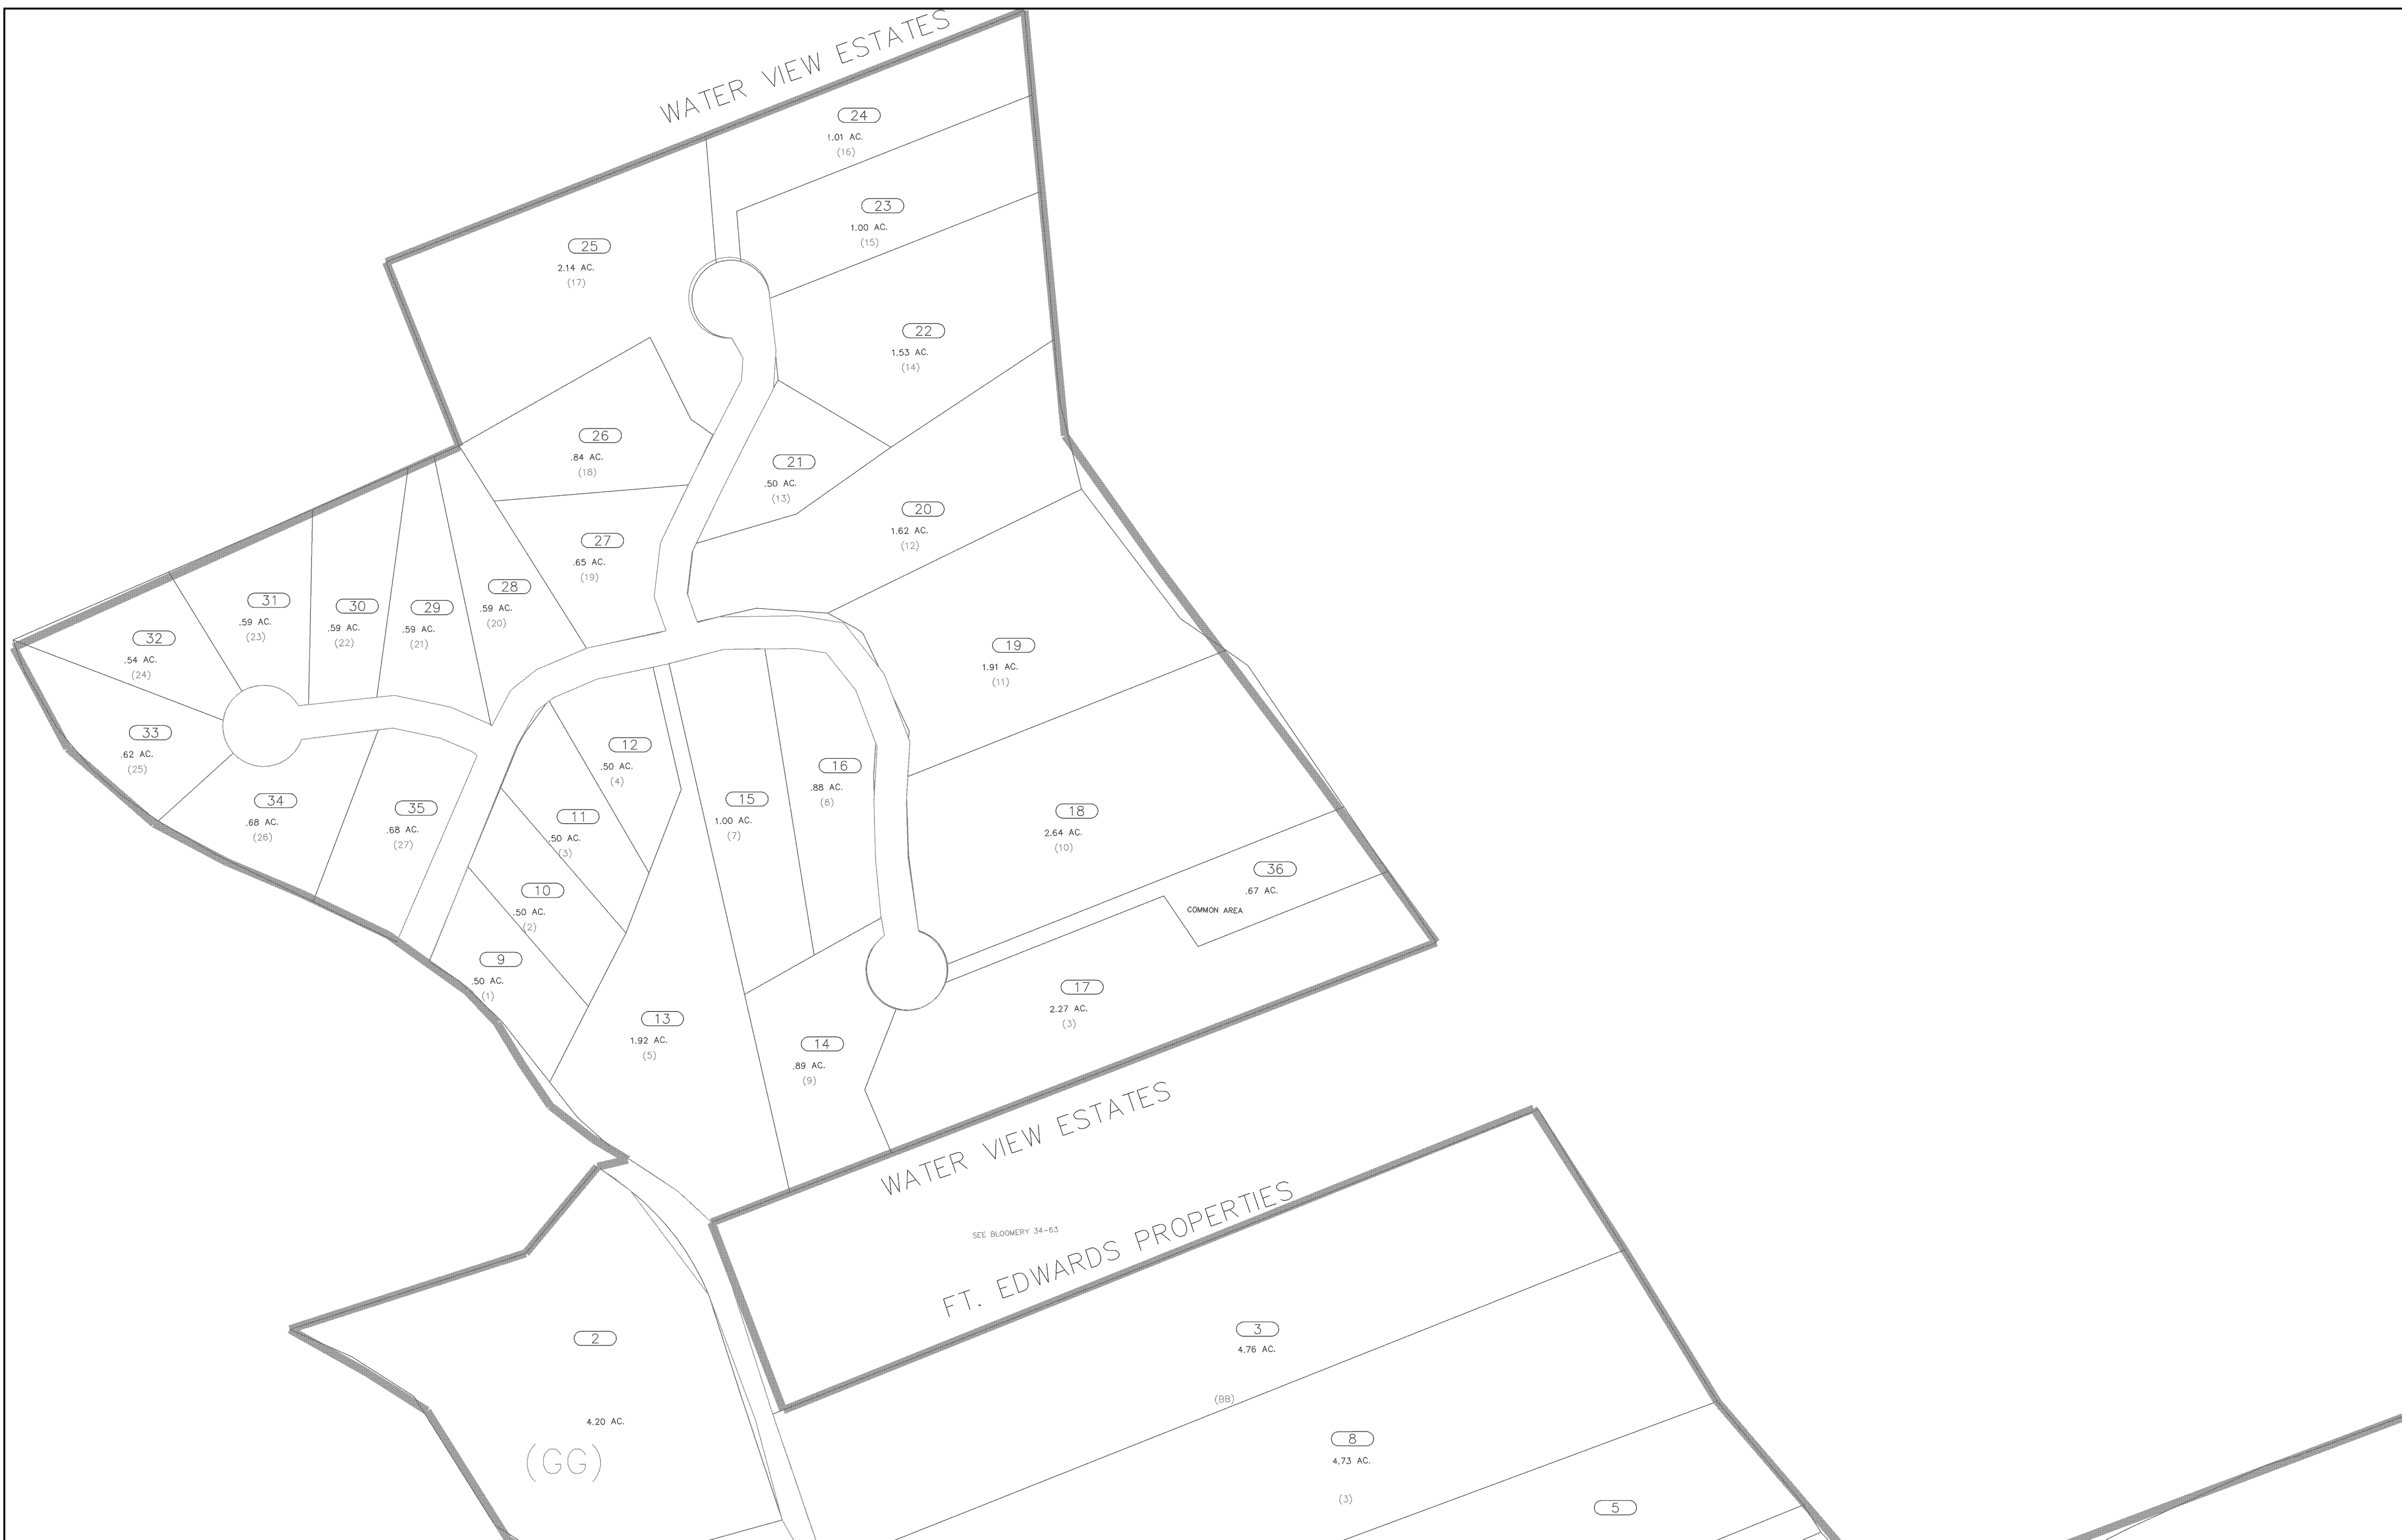 WATER VIEW ESTATES
24
1.01 AC.
(16)
23
1.00 AC.
(15)
25
2.14 AC.
(17)
22
1.53 AC.
(14)
26
.84 AC.
(18)
21
.50 AC.
(13)
20
1.62 AC.
(12)
27
.65 AC.
(19)
28
.59 AC.
(20)
29
.59 AC.
(21)
30
.59 AC.
(22)
31
.59 AC.
(23)
32
.54 AC.
(24)
33
.62 AC.
(25)
34
.68 AC.
(26)
35
.68 AC.
(27)
19
1.91 AC.
(11)
12
.50 AC.
(4)
16
.88 AC.
(8)
15
1.00 AC.
(7)
11
.50 AC.
(3)
18
2.64 AC.
(10)
36
.67 AC.
COMMON AREA
10
.50 AC.
(2)
9
.50 AC.
(1)
17
2.27 AC.
(3)
13
1.92 AC.
(5)
14
.89 AC.
(9)
WATER VIEW ESTATES
SEE BLOOMERY 34-63
FT. EDWARDS PROPERTIES
2
4.20 AC.
(GG)
3
4.76 AC.
(BB)
8
4.73 AC.
(3)
5